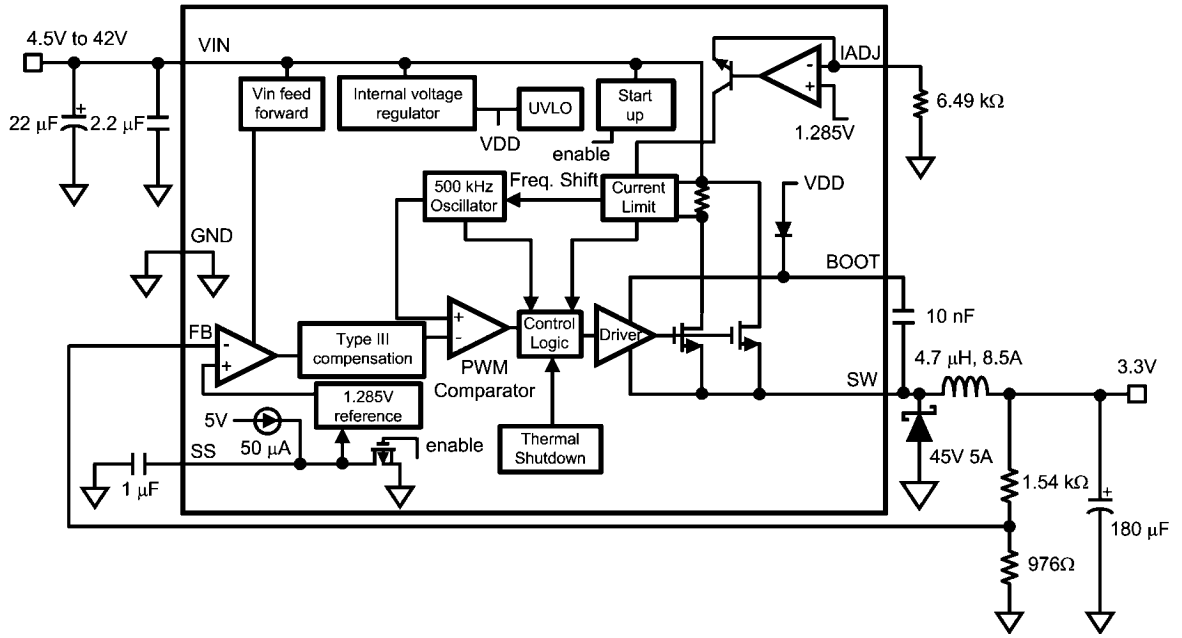 4.5V to 42V
VIN
IADJ
Vin feed
forward
Internal voltage
regulator
UVLO
Start
up
-
+
6.49 kΩ
22 μF
+
2.2 μF
VDD
1.285V
enable
500 kHz
Oscillator
Freq. Shift
Current
Limit
VDD
GND
BOOT
FB
-
+
Type III
compensation
+
-
PWM
Comparator
Control
Logic
Driver
10 nF
4.7 μH, 8.5A
3.3V
SW
1.285V
reference
5V
50 μA
SS
enable
Thermal
Shutdown
45V 5A
1.54 kΩ
+
180 μF
1 μF
976Ω